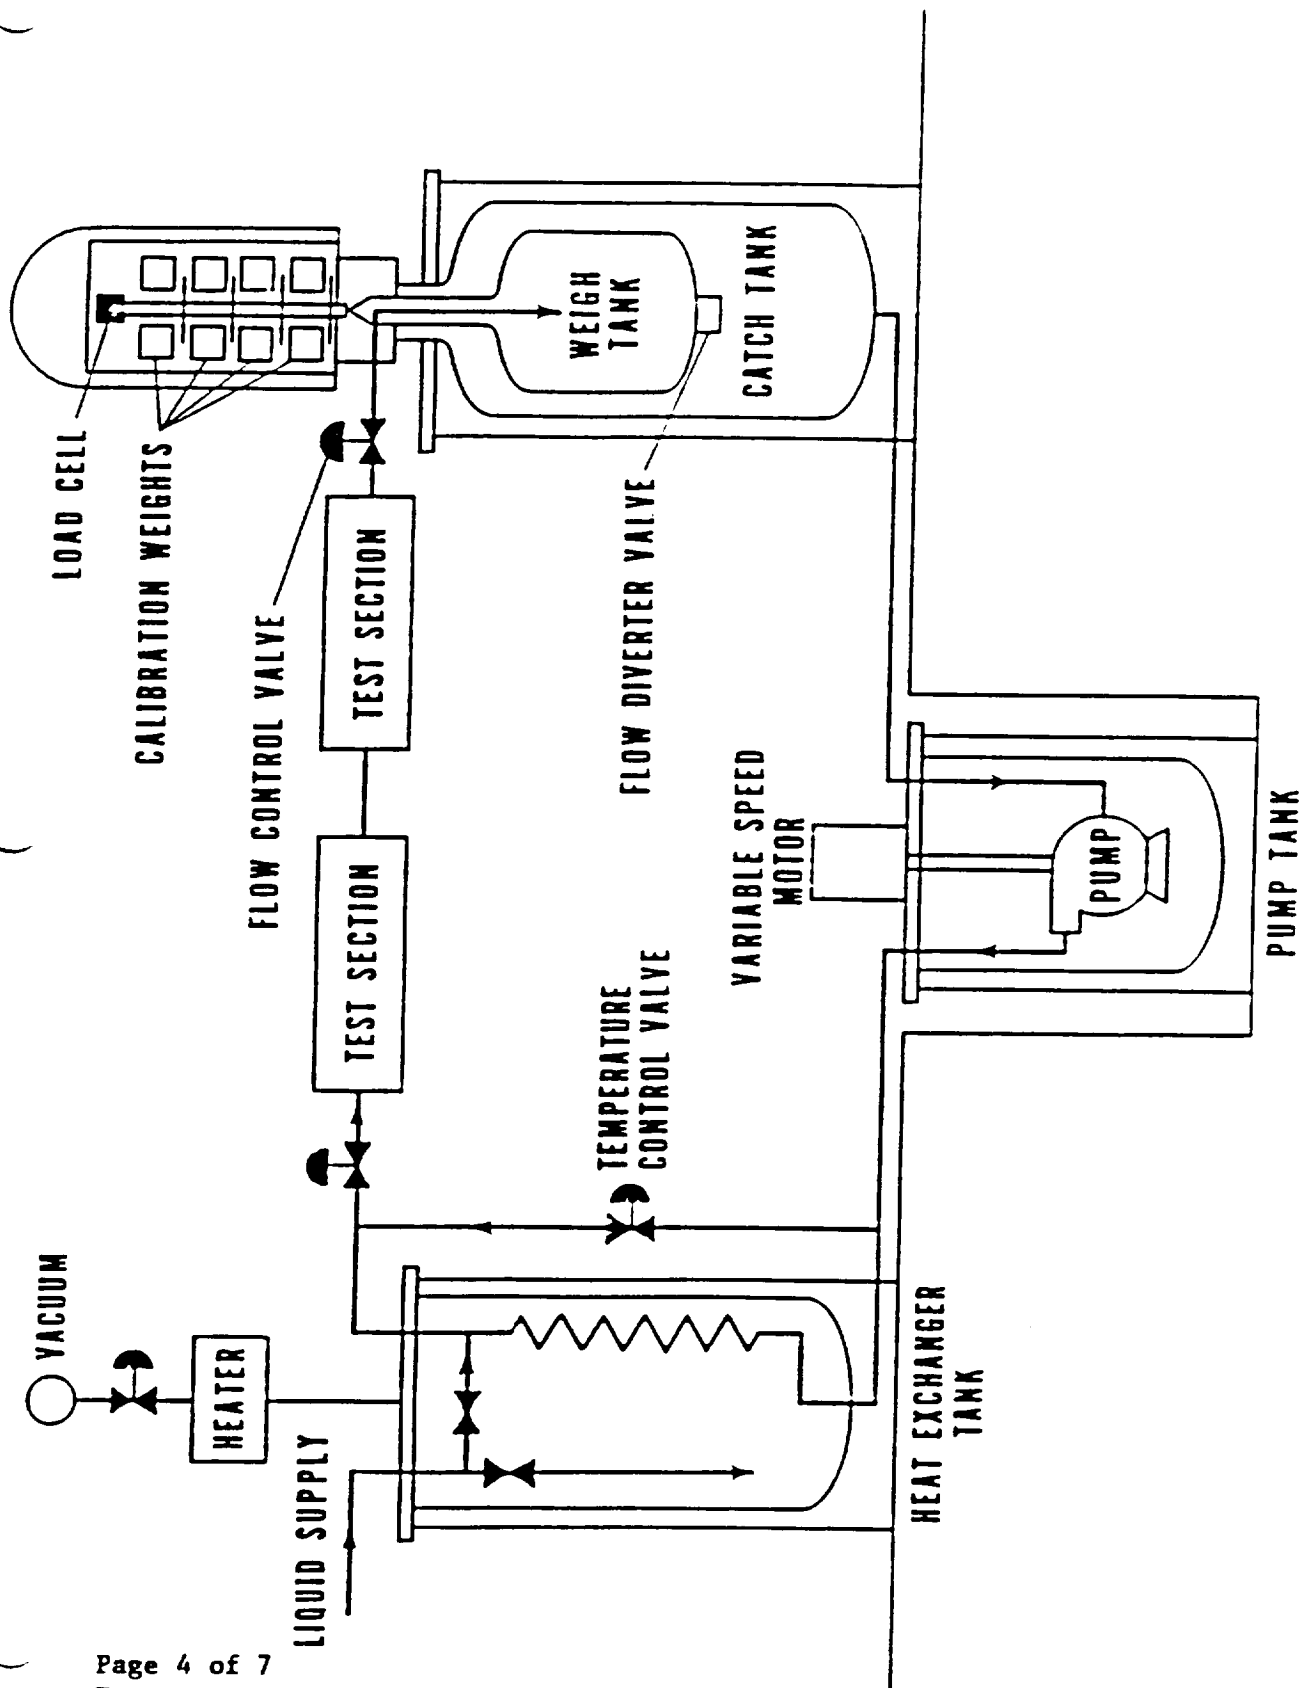 LOAD CELL
CALIBRATION WEIGHTS
FLOW CONTROL VALVE
TEST SECTION
TEST SECTION
WEIGH
TANK
CATCH TANK
FLOW DIVERTER VALVE
VARIABLE SPEED
MOTOR
PUMP
PUMP TANK
TEMPERATURE
CONTROL VALVE
VACUUM
HEATER
LIQUID SUPPLY
HEAT EXCHANGER
TANK
Page 4 of 7